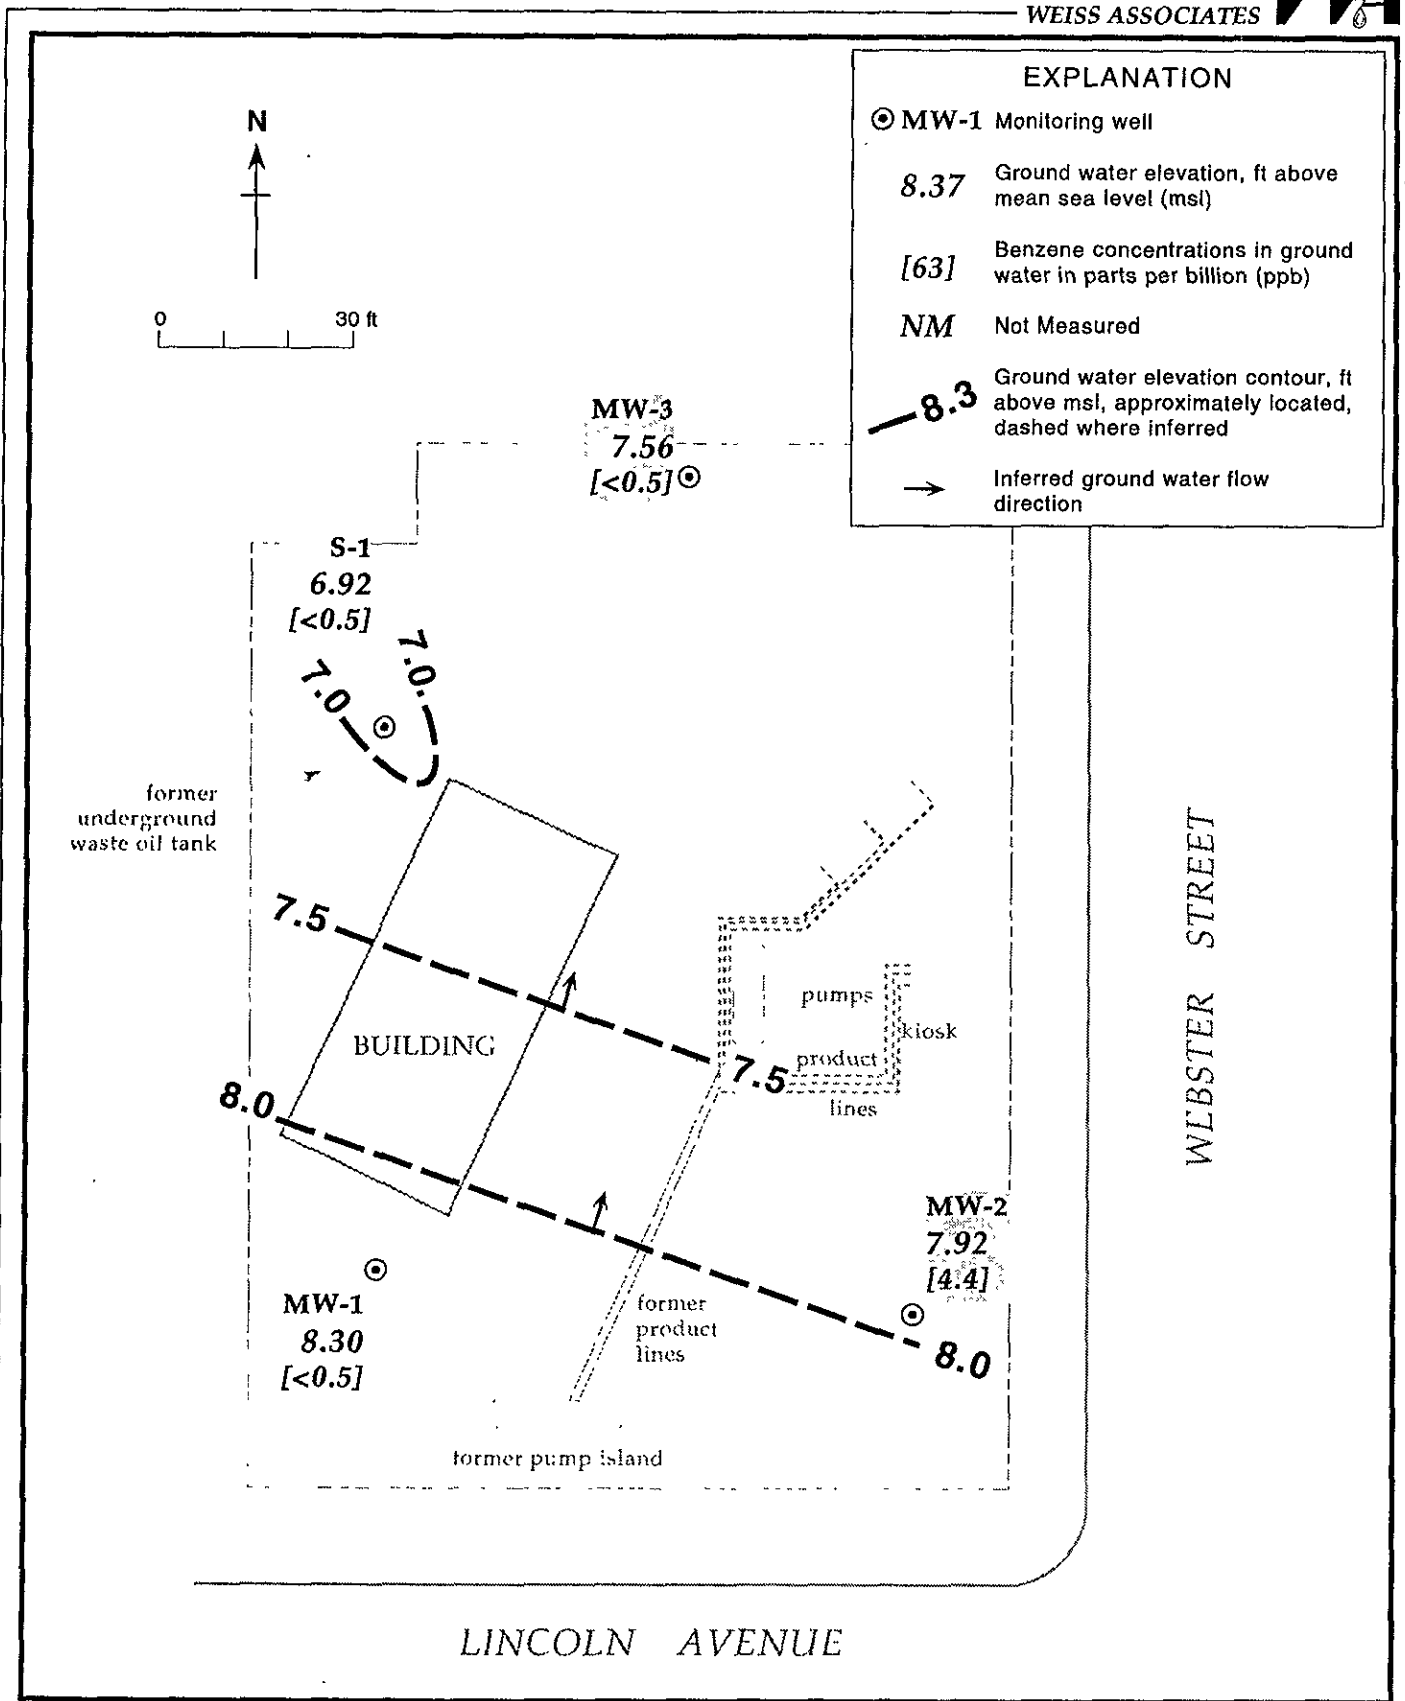 WEISS ASSOCIATES
EXPLANATION
MW-1 Monitoring well
8.37 Ground water elevation, ft above
mean sea level (msl)
[63] Benzene concentrations in ground
water in parts per billion (ppb)
NM Not Measured
8.3 Ground water elevation contour, ft
above msl, approximately located,
dashed where inferred
Inferred ground water flow
direction
N
0 30 ft
MW-3
7.56
[<0.5]
S-1
6.92
[<0.5]
7.0
7.0
former
underground
waste oil tank
7.5
BUILDING
7.5
pumps
kiosk
product
lines
8.0
WEBSTER STREET
MW-2
7.92
[4.4]
MW-1
8.30
[<0.5]
former
product
lines
8.0
former pump island
LINCOLN AVENUE